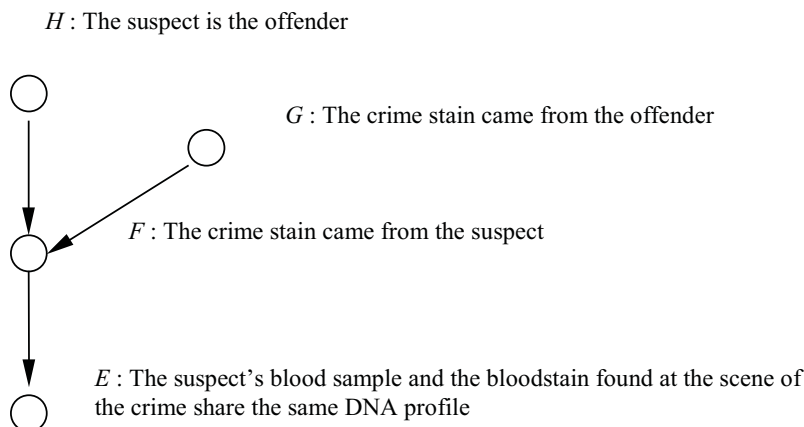 H : The suspect is the offender
G : The crime stain came from the offender
F : The crime stain came from the suspect
E : The suspect’s blood sample and the bloodstain found at the scene of
the crime share the same DNA profile